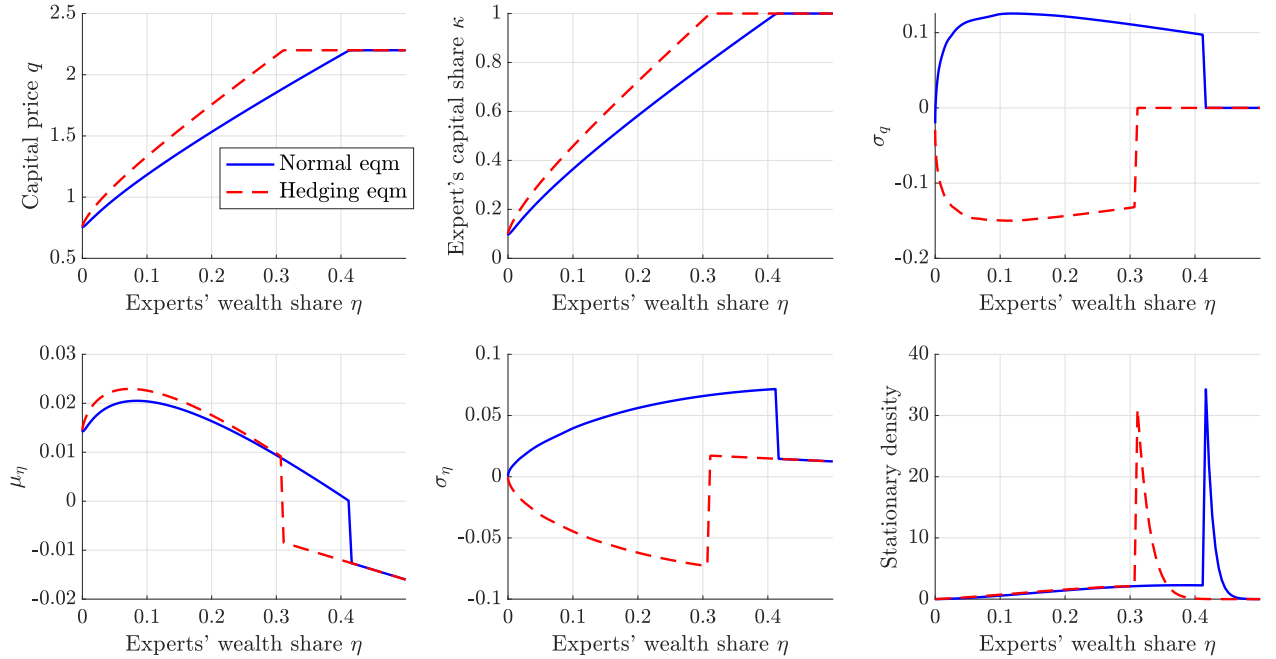 Capital price q
2.5
2
1.5
1
0.5
0 0.1 0.2 0.3 0.4
Experts' wealth share η
Normal eqm
Hedging eqm
Expert's capital share κ
1
0.8
0.6
0.4
0.2
0
0 0.1 0.2 0.3 0.4
Experts' wealth share η
σq
0.1
0
-0.1
-0.2
0 0.1 0.2 0.3 0.4
Experts' wealth share η
μη
0.03
0.02
0.01
0
-0.01
-0.02
0 0.1 0.2 0.3 0.4
Experts' wealth share η
ση
0.1
0.05
0
-0.05
-0.1
0 0.1 0.2 0.3 0.4
Experts' wealth share η
Stationary density
40
30
20
10
0
0 0.1 0.2 0.3 0.4
Experts' wealth share η